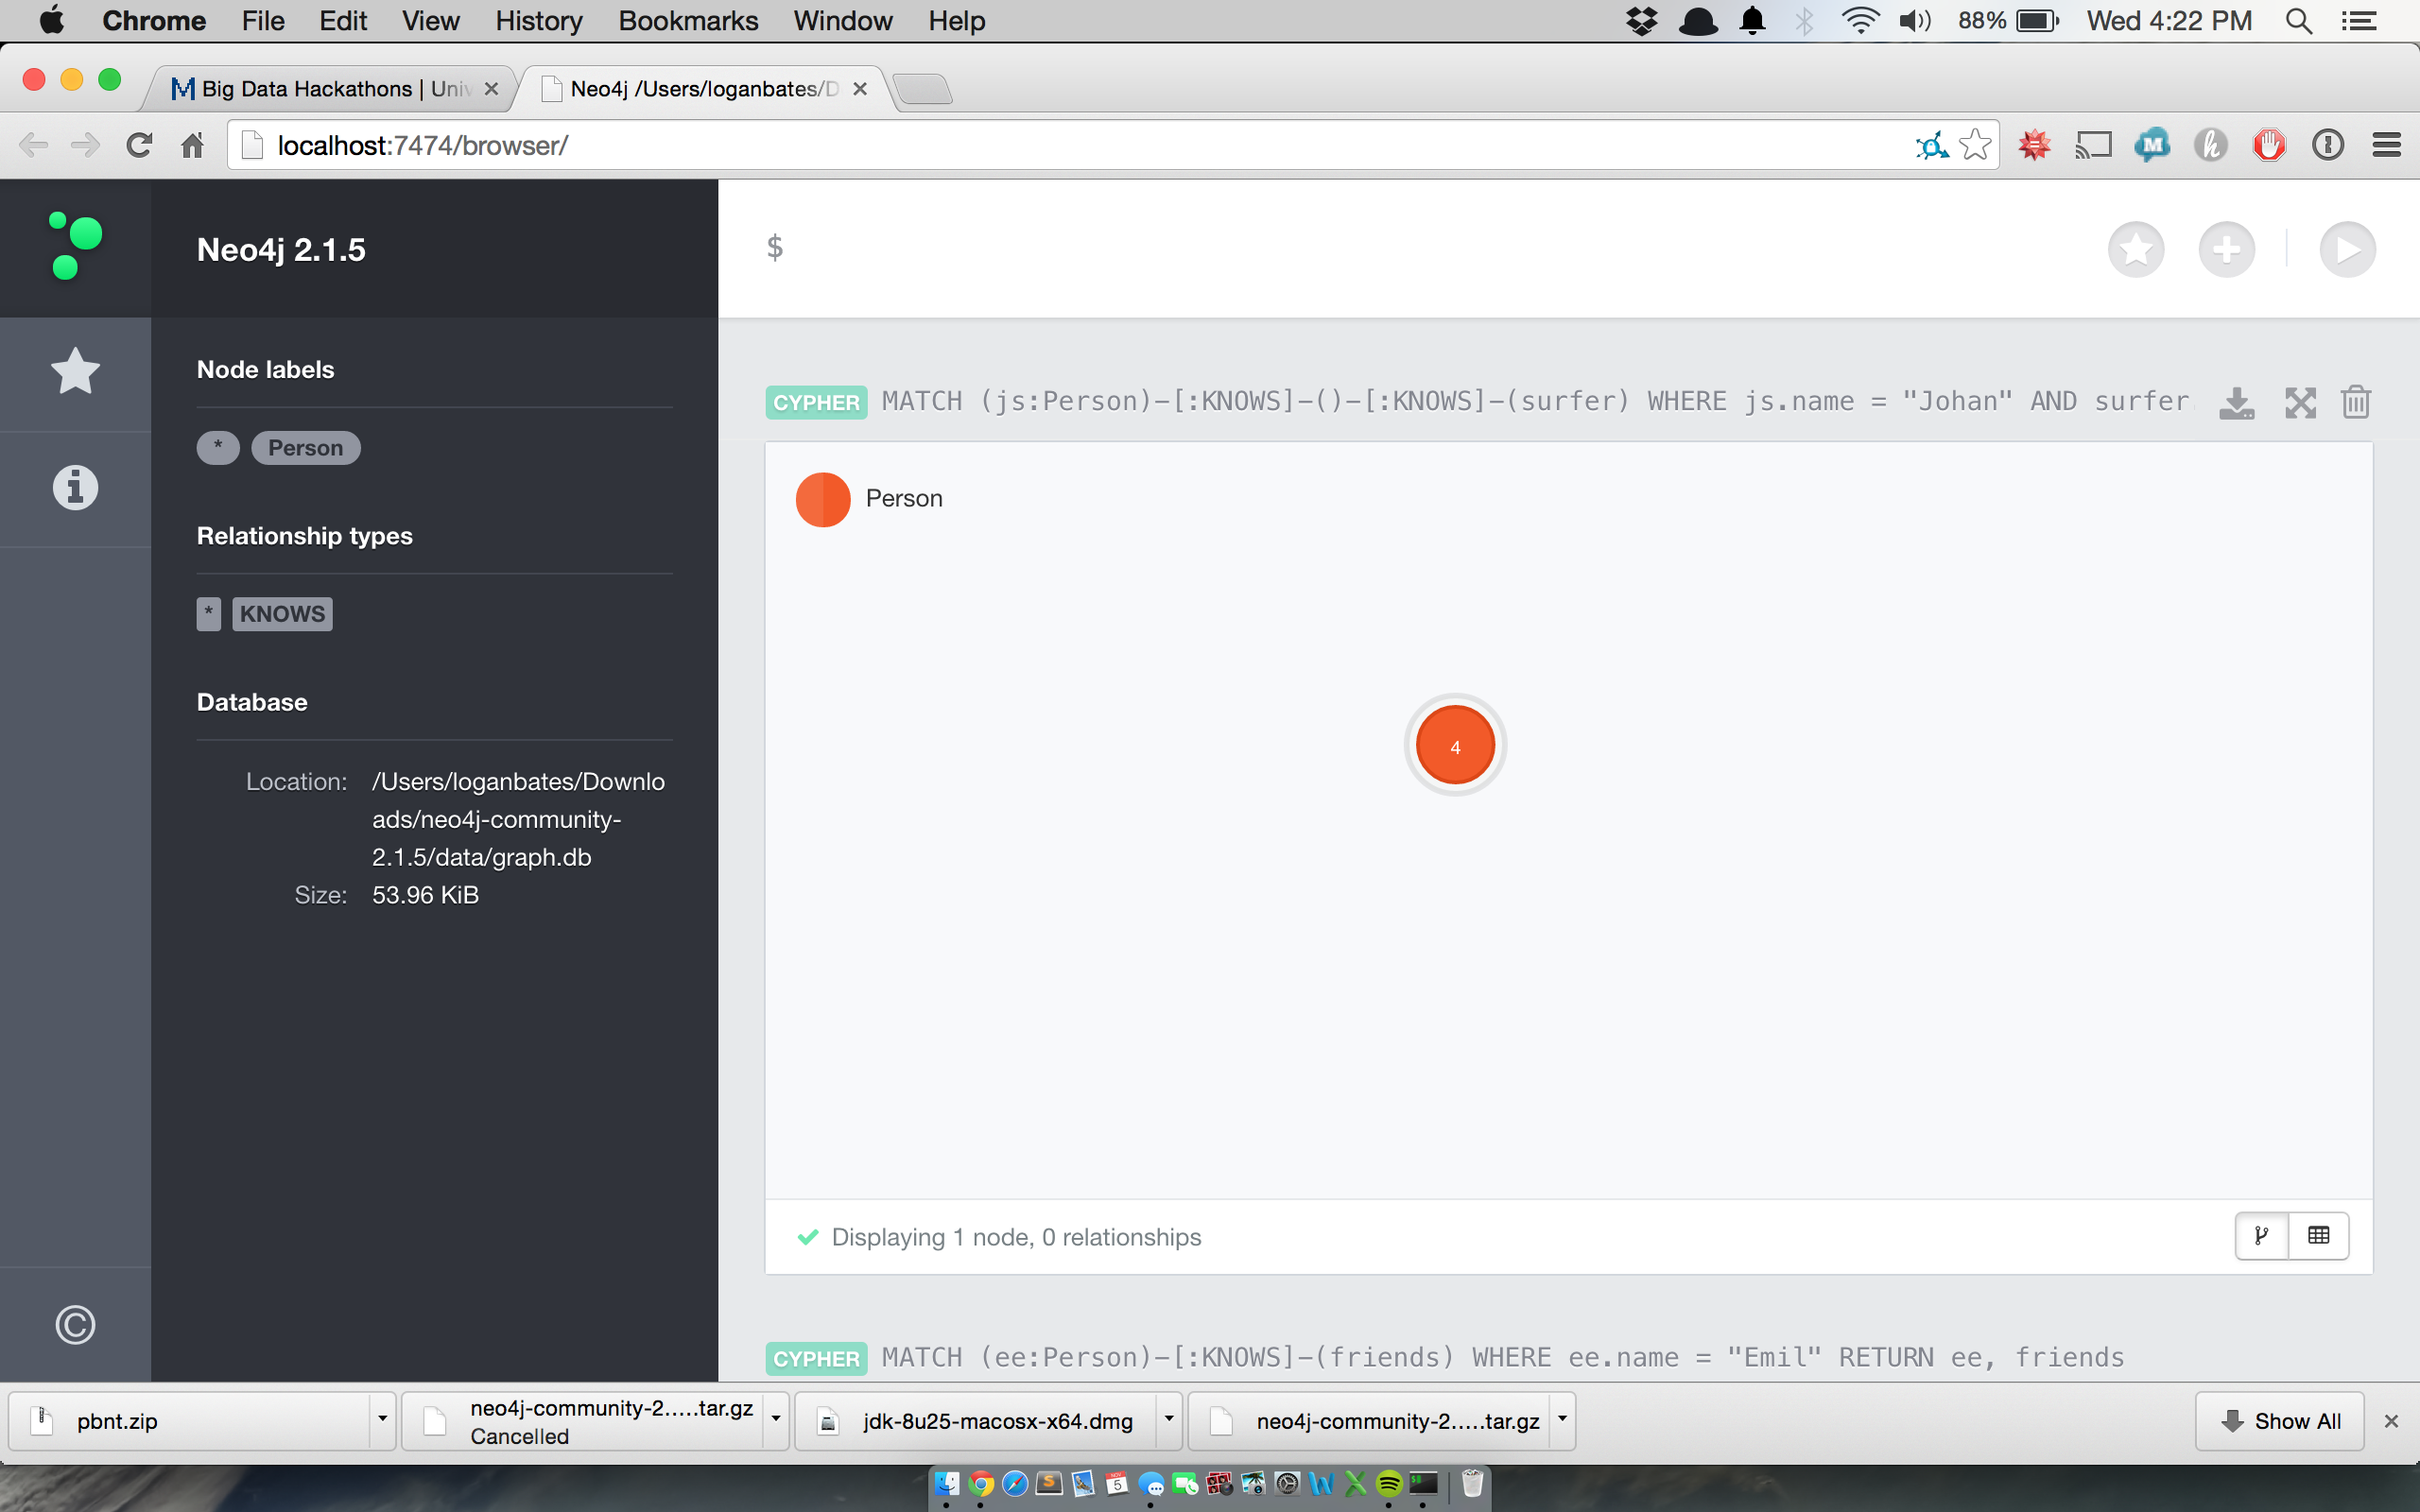 Chrome File Edit View History Bookmarks Window Help 88% Wed 4:22 PM
Big Data Hackathons | Univ
Neo4j /Users/loganbates/D
localhost:7474/browser/
Neo4j 2.1.5
$
Node labels
* Person
Relationship types
* KNOWS
Database
Location: /Users/loganbates/Downlo
ads/neo4j-community-
2.1.5/data/graph.db
Size: 53.96 KiB
CYPHER MATCH (js:Person)-[:KNOWS]-()-[:KNOWS]-(surfer) WHERE js.name = "Johan" AND surfer
Person
4
Displaying 1 node, 0 relationships
CYPHER MATCH (ee:Person)-[:KNOWS]-(friends) WHERE ee.name = "Emil" RETURN ee, friends
pbnt.zip
neo4j-community-2.....tar.gz
Cancelled
jdk-8u25-macosx-x64.dmg
neo4j-community-2.....tar.gz
Show All
NOV
5